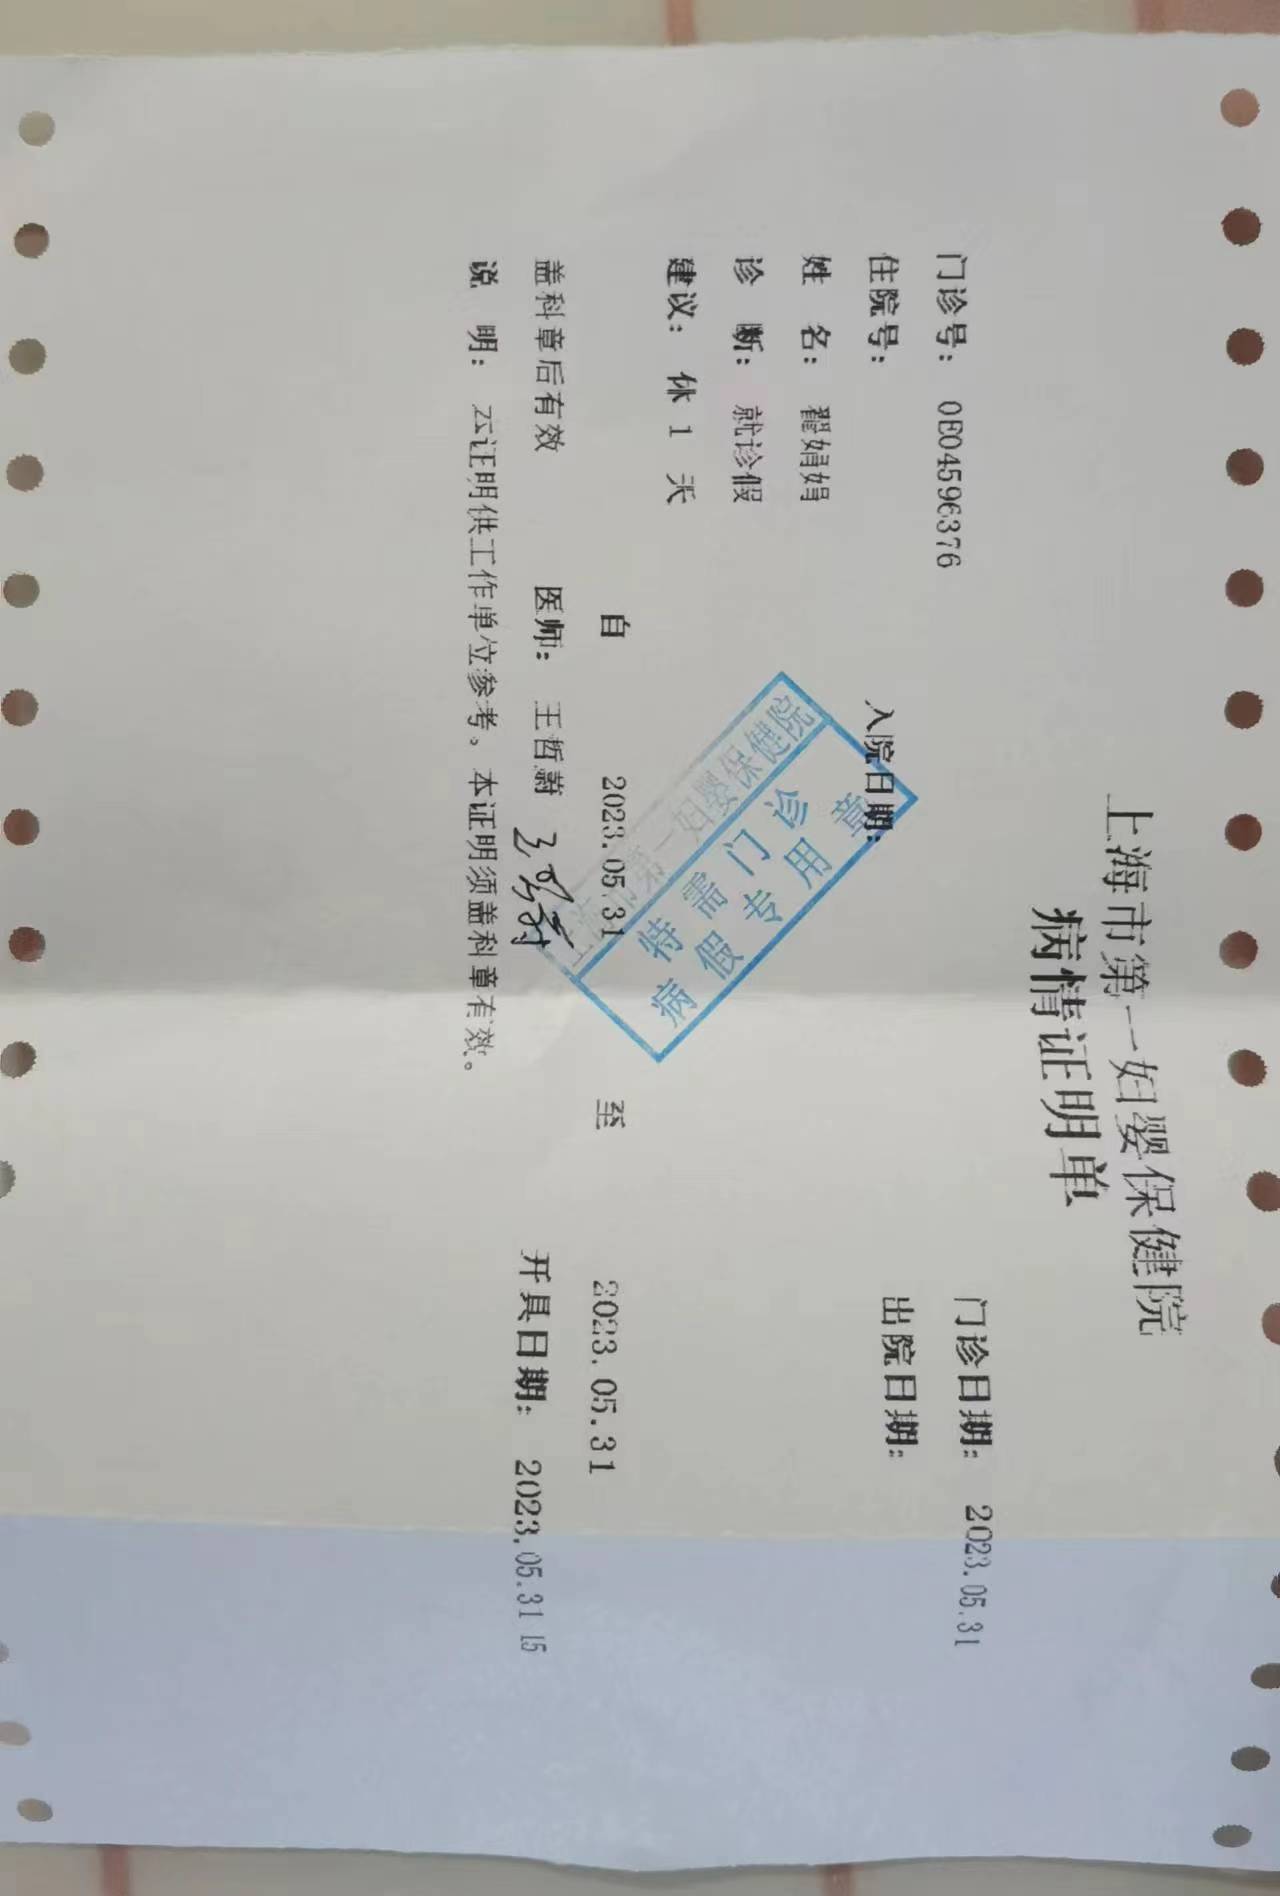 上海市第一妇婴保健院
病情证明单
门诊号: 0E04596376 门诊日期: 2023.05.31
住院号: 入院日期: 出院日期:
姓 名: 翟娟娟
诊 断: 就诊假
建议: 休 1 天
自 2023.05.31 至 2023.05.31
盖科章后有效 医师: 王哲蔚 开具日期: 2023.05.31 15
说 明: 证明供工作单位参考。本证明须盖科章有效。
上海市第一妇婴保健院
特需门诊
病假专用章